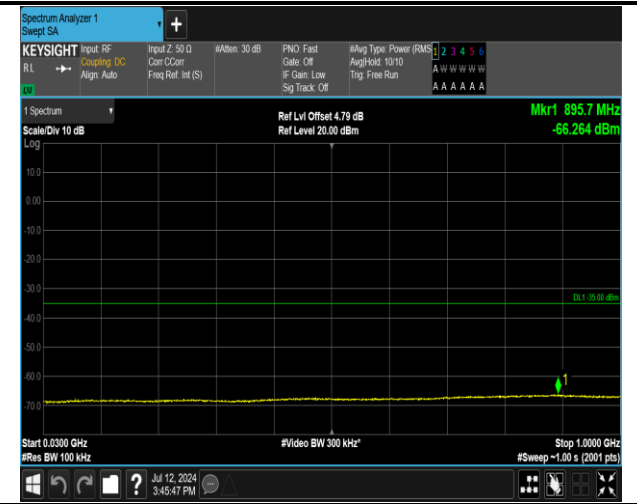 Spectrum Analyzer 1
Swept SA
+
KEYSIGHT Input: RF Input Z: 50 Ω #Atten: 30 dB PNO: Fast #Avg Type: Power (RMS 1 2 3 4 5 6
RL Coupling: DC Corr CCorr Gate: Off Avg|Hold: 10/10 A W W W W W
Align: Auto Freq Ref: Int (S) IF Gain: Low Trig: Free Run
Sig Track: Off A A A A A A
1 Spectrum Ref Lvl Offset 4.79 dB Mkr1 895.7 MHz
Scale/Div 10 dB Ref Level 20.00 dBm -66.264 dBm
Log
10.0
0.00
-10.0
-20.0
-30.0
DL1 -35.00 dBm
-40.0
-50.0
-60.0
1
-70.0
Start 0.0300 GHz #Video BW 300 kHz* Stop 1.0000 GHz
#Res BW 100 kHz #Sweep ~1.00 s (2001 pts)
? Jul 12, 2024
3:45:47 PM